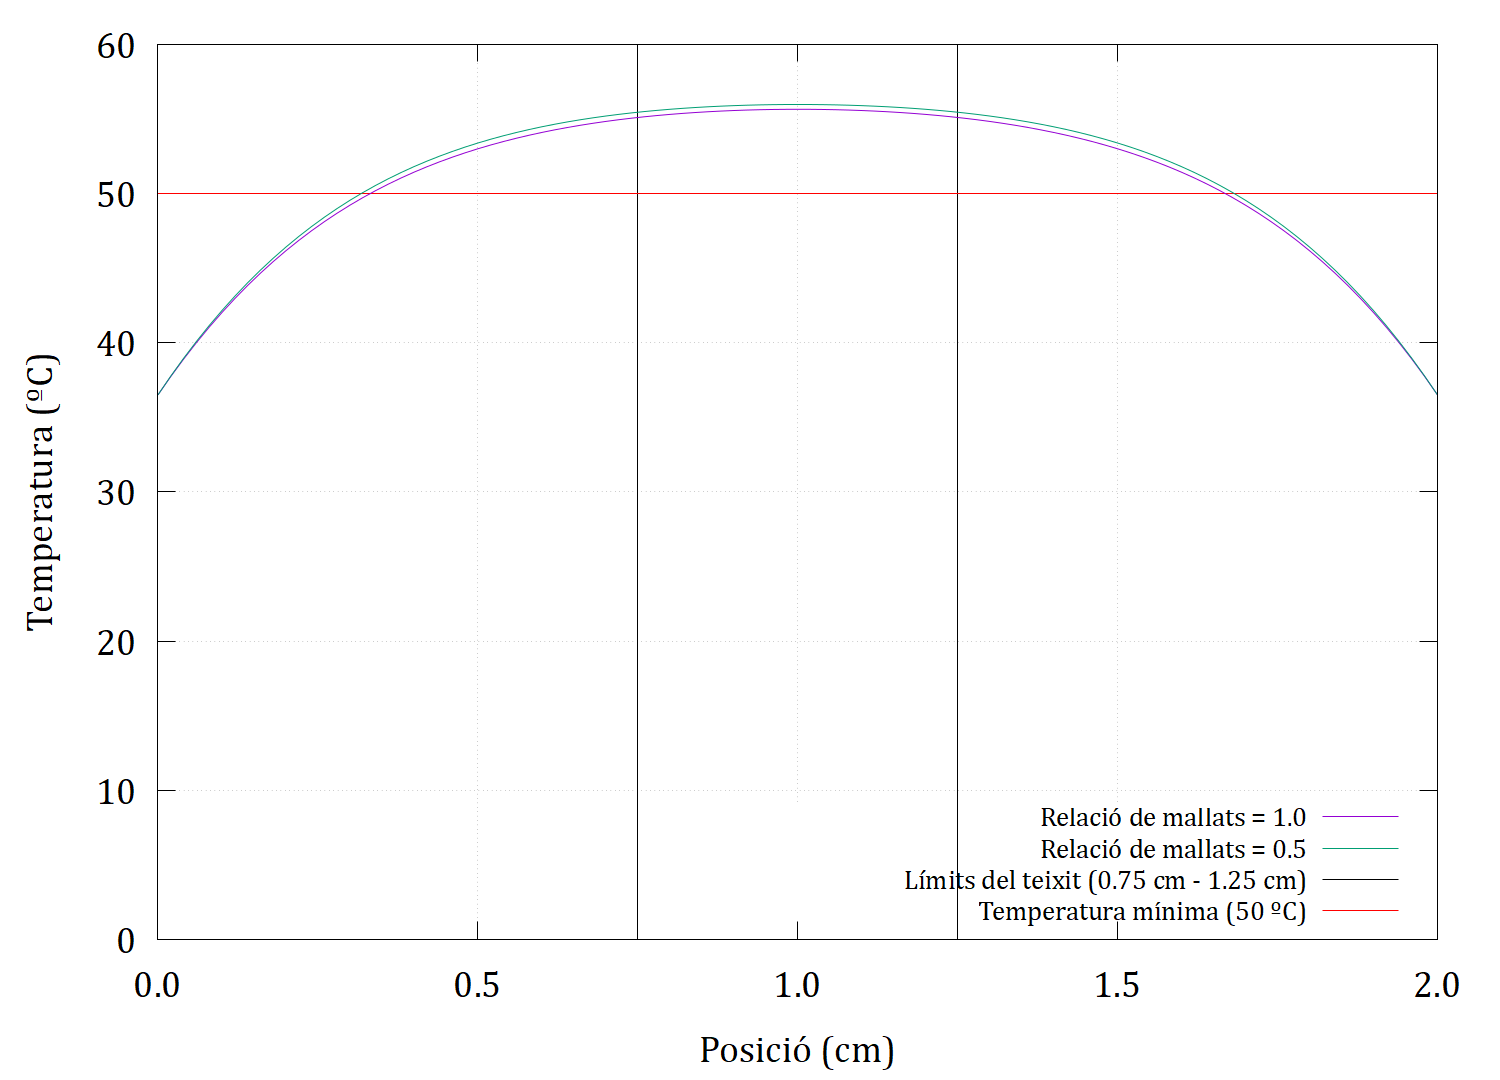 60
50
40
30
20
10
0
Temperatura (ºC)
Relació de mallats = 1.0
Relació de mallats = 0.5
Límits del teixit (0.75 cm - 1.25 cm)
Temperatura mínima (50 ºC)
0.0 0.5 1.0 1.5 2.0
Posició (cm)